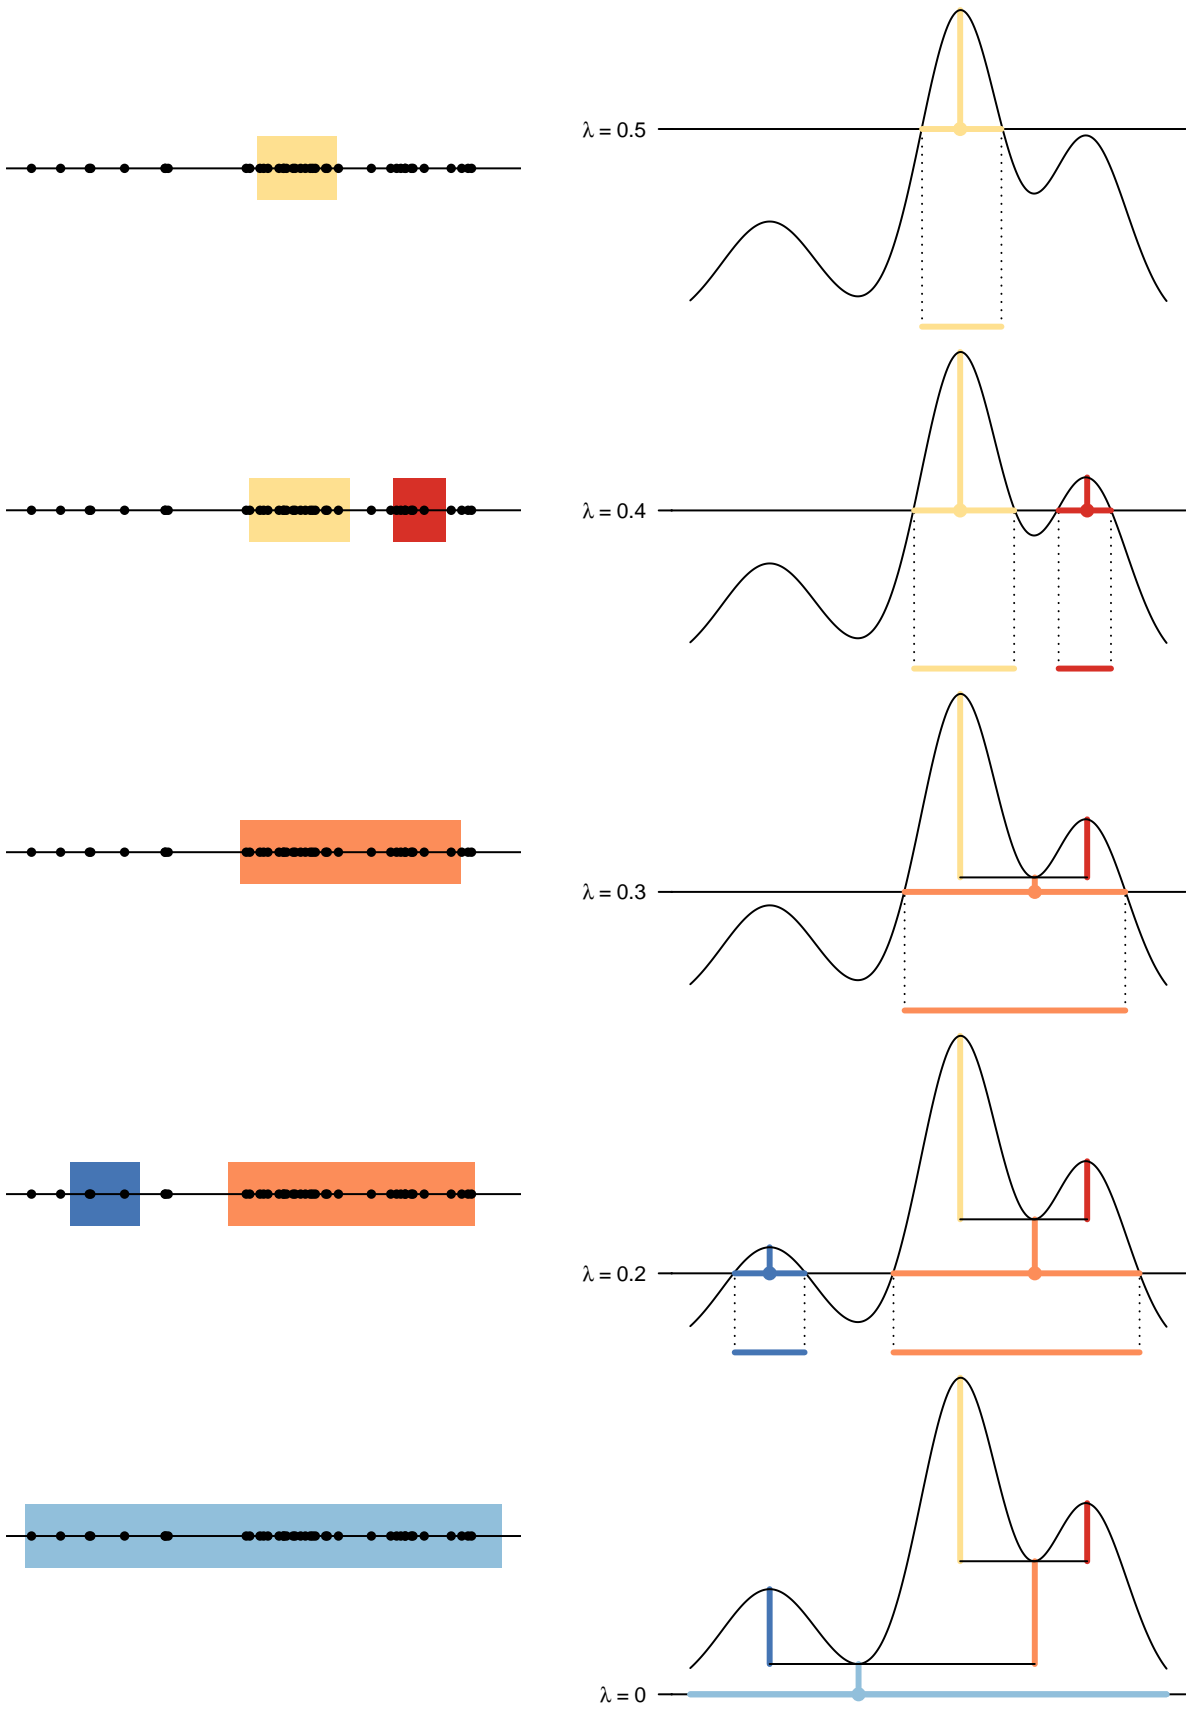 λ = 0.5
λ = 0.4
λ = 0.3
λ = 0.2
λ = 0